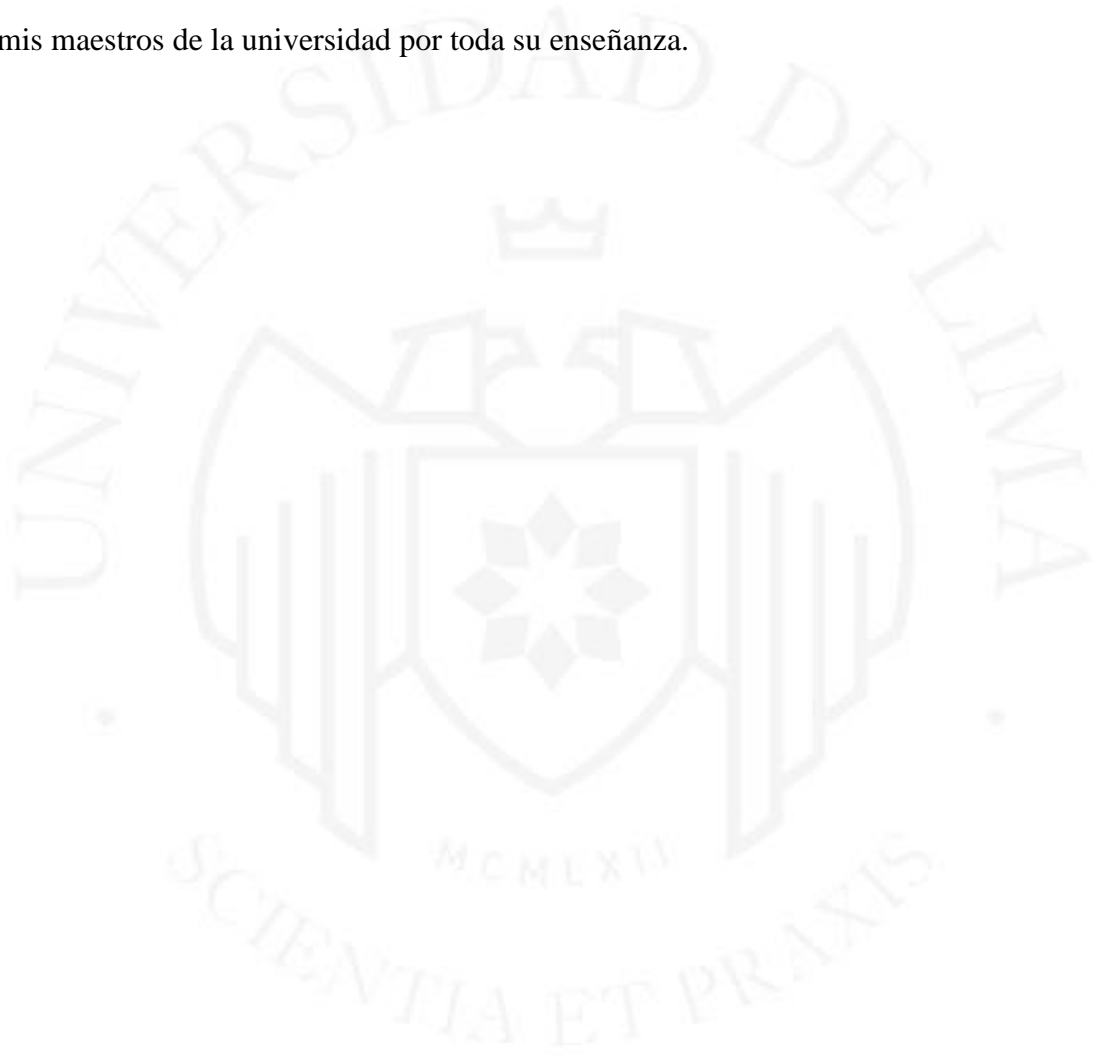 mis maestros de la universidad por toda su enseñanza.
UNIVERSIDAD DE LIMA
MCMLXII
SCIENTIA ET PRAXIS